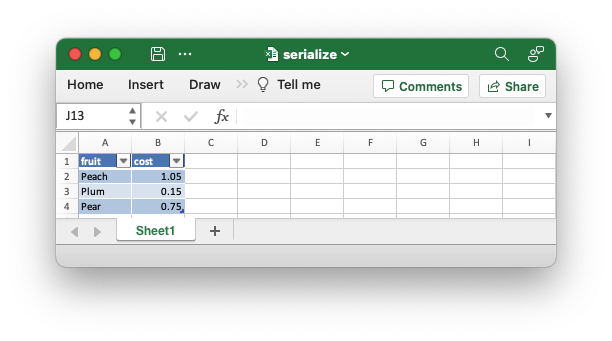 serialize
Home Insert Draw Tell me Comments Share
J13 fx
A B C D E F G H I
1 fruit cost
2 Peach 1.05
3 Plum 0.15
4 Pear 0.75
Sheet1 +